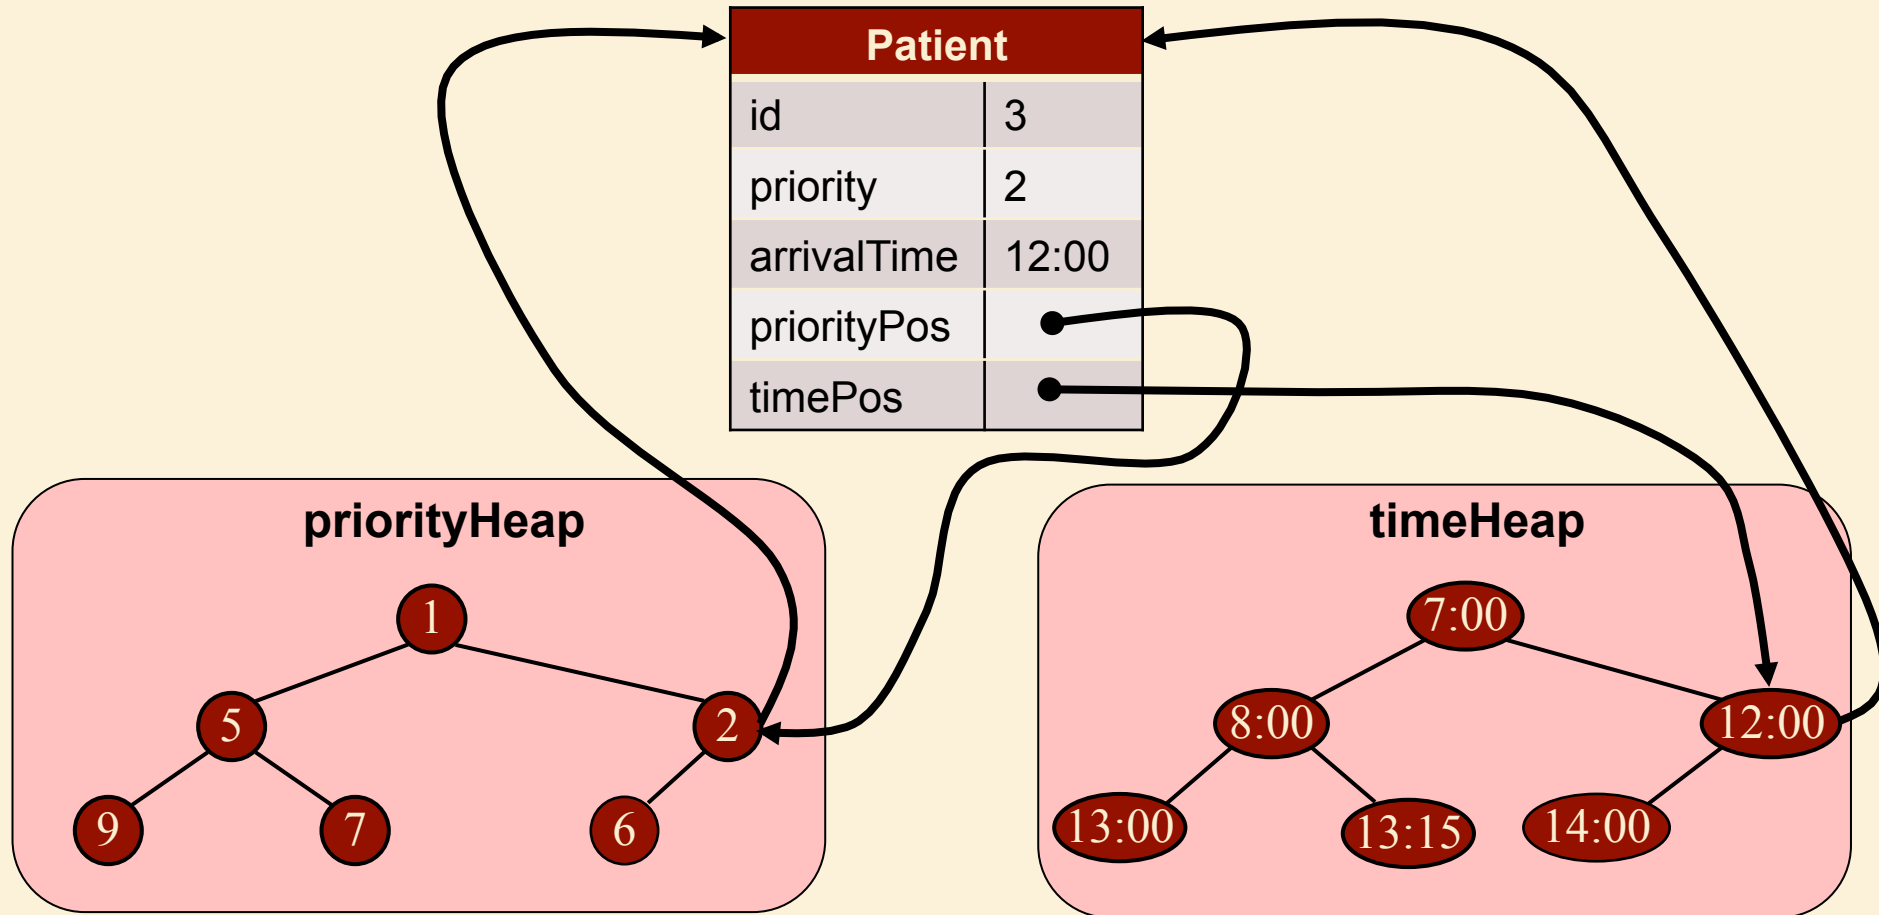 Patient
id 3
priority 2
arrivalTime 12:00
priorityPos
timePos
priorityHeap
1
5 2
9 7 6
timeHeap
7:00
8:00 12:00
13:00 13:15 14:00